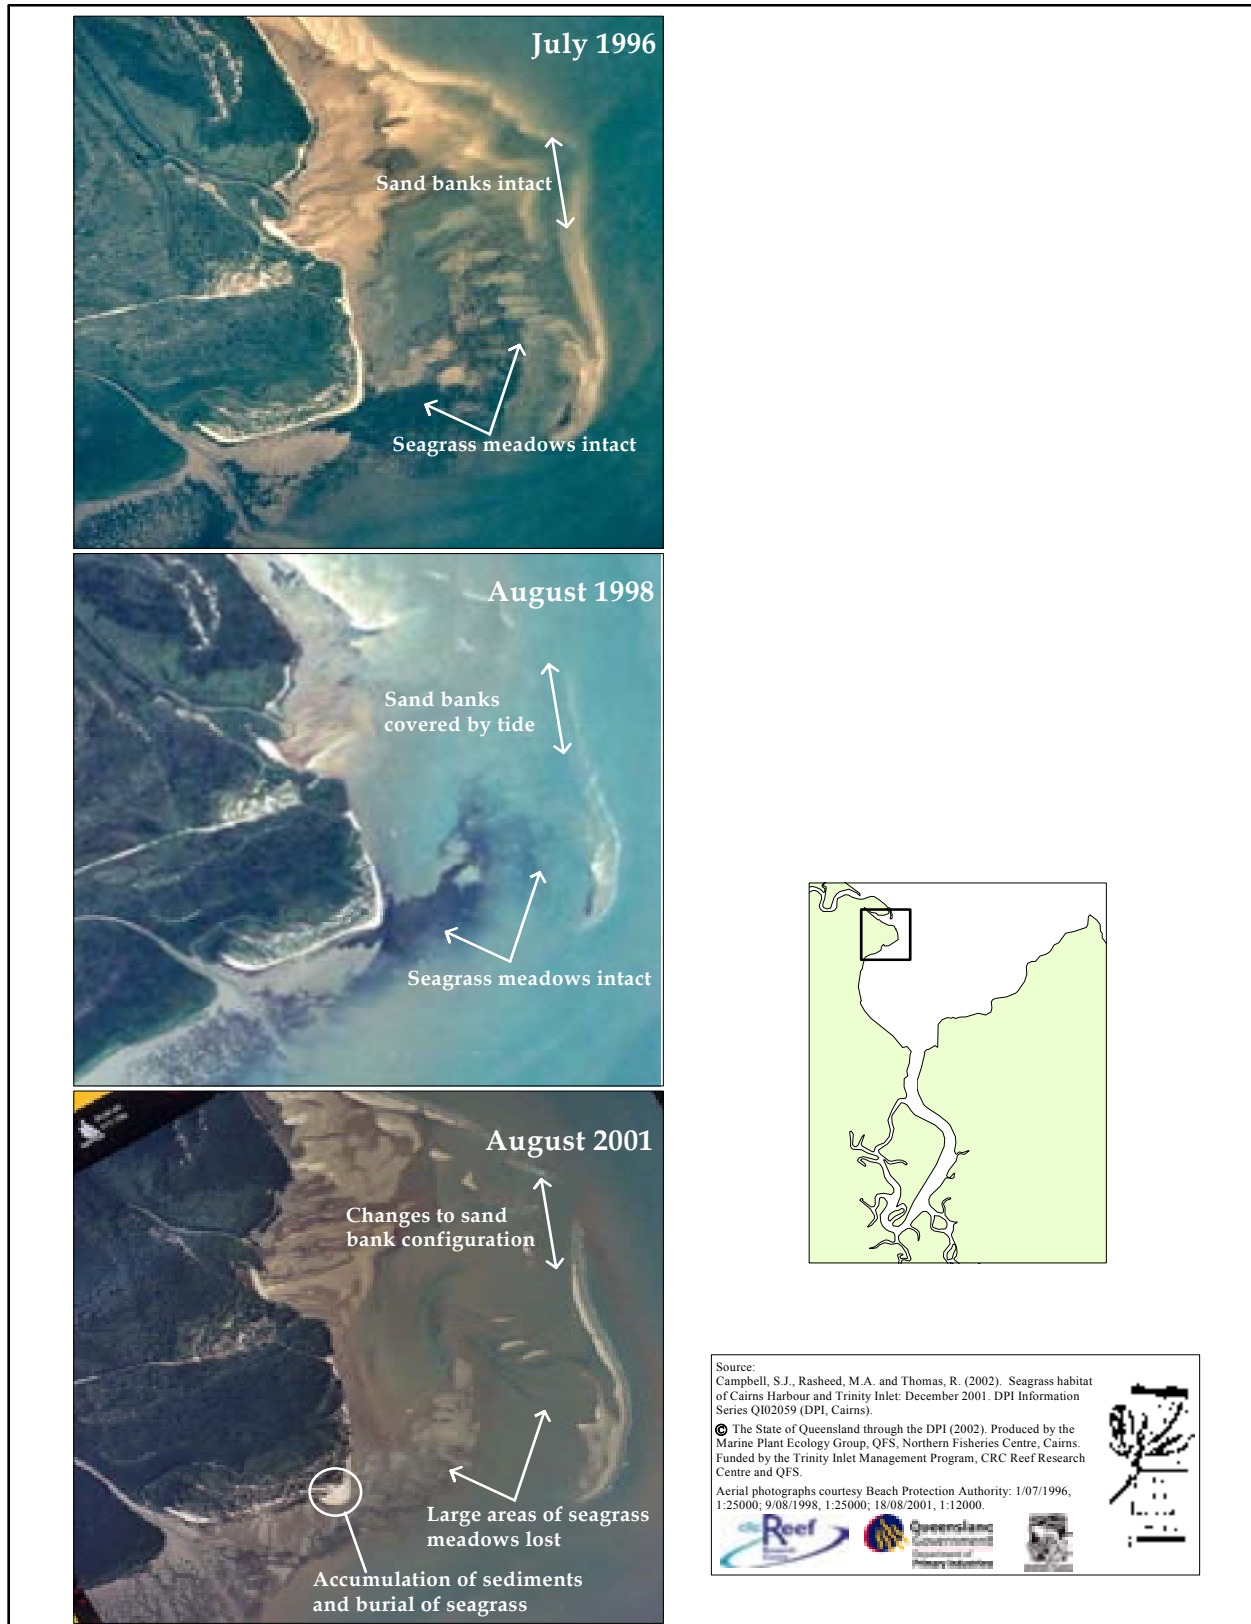 July 1996
Sand banks intact
Seagrass meadows intact
August 1998
Sand banks
covered by tide
Seagrass meadows intact
August 2001
Changes to sand
bank configuration
Large areas of seagrass
meadows lost
Accumulation of sediments
and burial of seagrass
Source:
Campbell, S.J., Rasheed, M.A. and Thomas, R. (2002). Seagrass habitat
of Cairns Harbour and Trinity Inlet: December 2001. DPI Information
Series QI02059 (DPI, Cairns).
© The State of Queensland through the DPI (2002). Produced by the
Marine Plant Ecology Group, QFS, Northern Fisheries Centre, Cairns.
Funded by the Trinity Inlet Management Program, CRC Reef Research
Centre and QFS.
Aerial photographs courtesy Beach Protection Authority: 1/07/1996,
1:25000; 9/08/1998, 1:25000; 18/08/2001, 1:12000.
Reef
Queensland
Government
Department of
Primary Industries